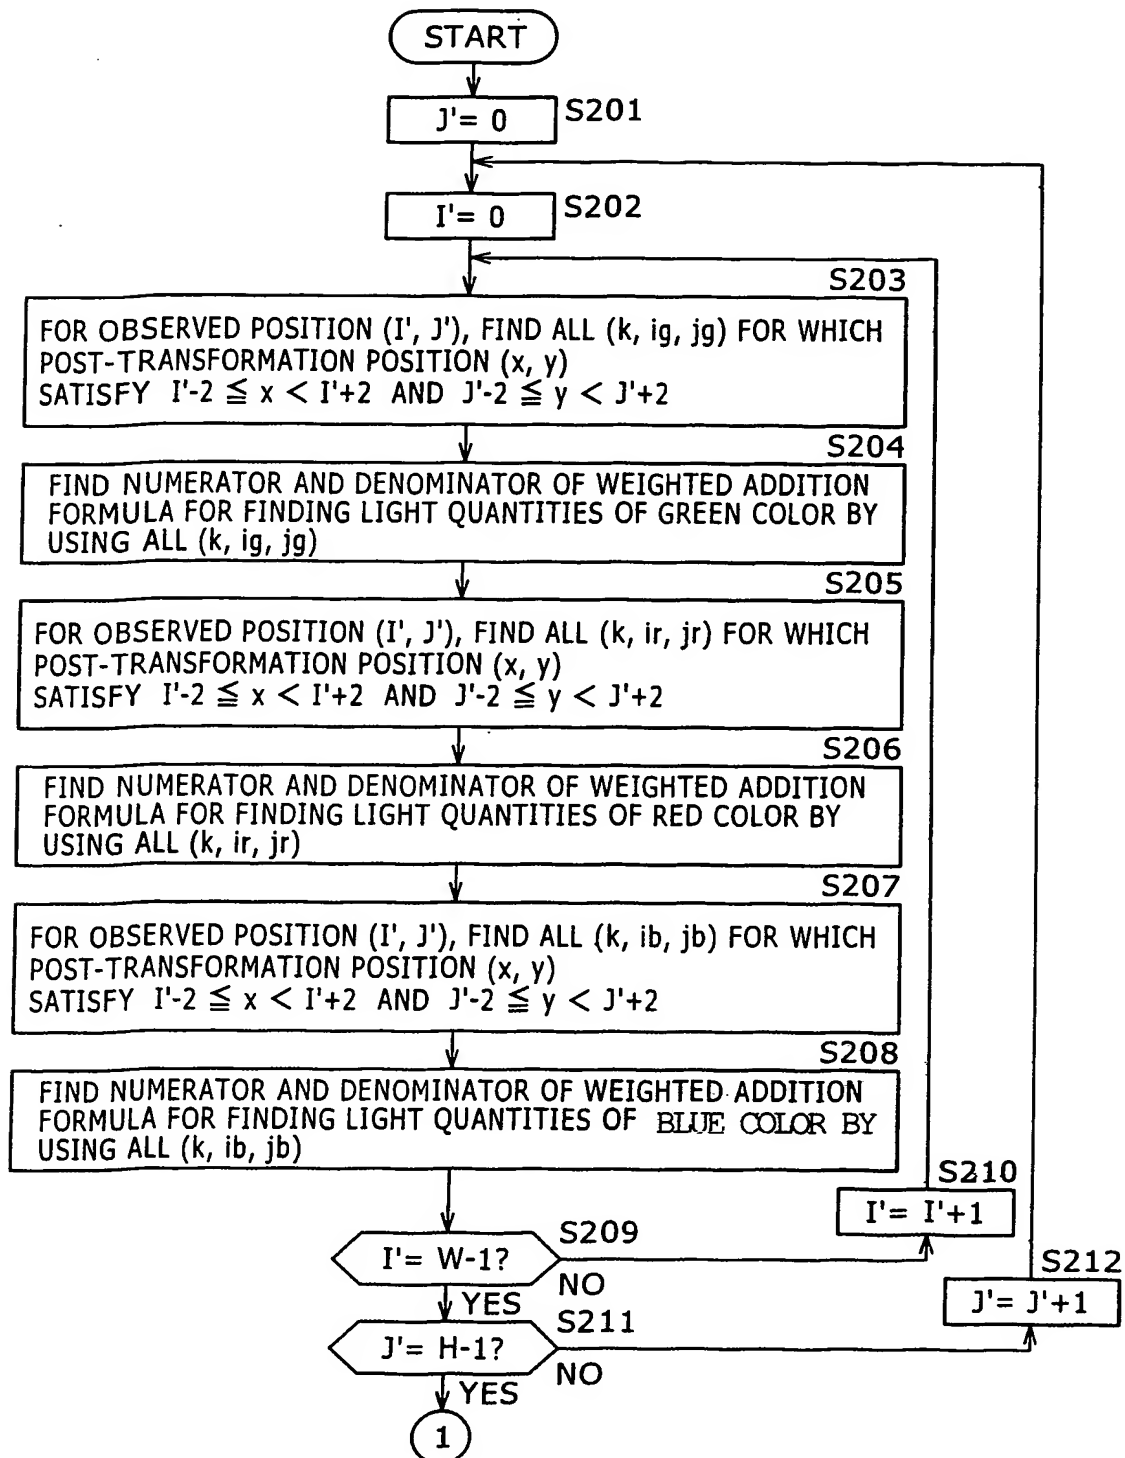 START
J'= 0
S201
I'= 0
S202
S203
FOR OBSERVED POSITION (I', J'), FIND ALL (k, ig, jg) FOR WHICH
POST-TRANSFORMATION POSITION (x, y)
SATISFY I'-2 ≦ x < I'+2 AND J'-2 ≦ y < J'+2
S204
FIND NUMERATOR AND DENOMINATOR OF WEIGHTED ADDITION
FORMULA FOR FINDING LIGHT QUANTITIES OF GREEN COLOR BY
USING ALL (k, ig, jg)
S205
FOR OBSERVED POSITION (I', J'), FIND ALL (k, ir, jr) FOR WHICH
POST-TRANSFORMATION POSITION (x, y)
SATISFY I'-2 ≦ x < I'+2 AND J'-2 ≦ y < J'+2
S206
FIND NUMERATOR AND DENOMINATOR OF WEIGHTED ADDITION
FORMULA FOR FINDING LIGHT QUANTITIES OF RED COLOR BY
USING ALL (k, ir, jr)
S207
FOR OBSERVED POSITION (I', J'), FIND ALL (k, ib, jb) FOR WHICH
POST-TRANSFORMATION POSITION (x, y)
SATISFY I'-2 ≦ x < I'+2 AND J'-2 ≦ y < J'+2
S208
FIND NUMERATOR AND DENOMINATOR OF WEIGHTED ADDITION
FORMULA FOR FINDING LIGHT QUANTITIES OF BLUE COLOR BY
USING ALL (k, ib, jb)
S210
I'= I'+1
S209
I'= W-1?
NO
YES
S212
J'= J'+1
S211
J'= H-1?
NO
YES
1